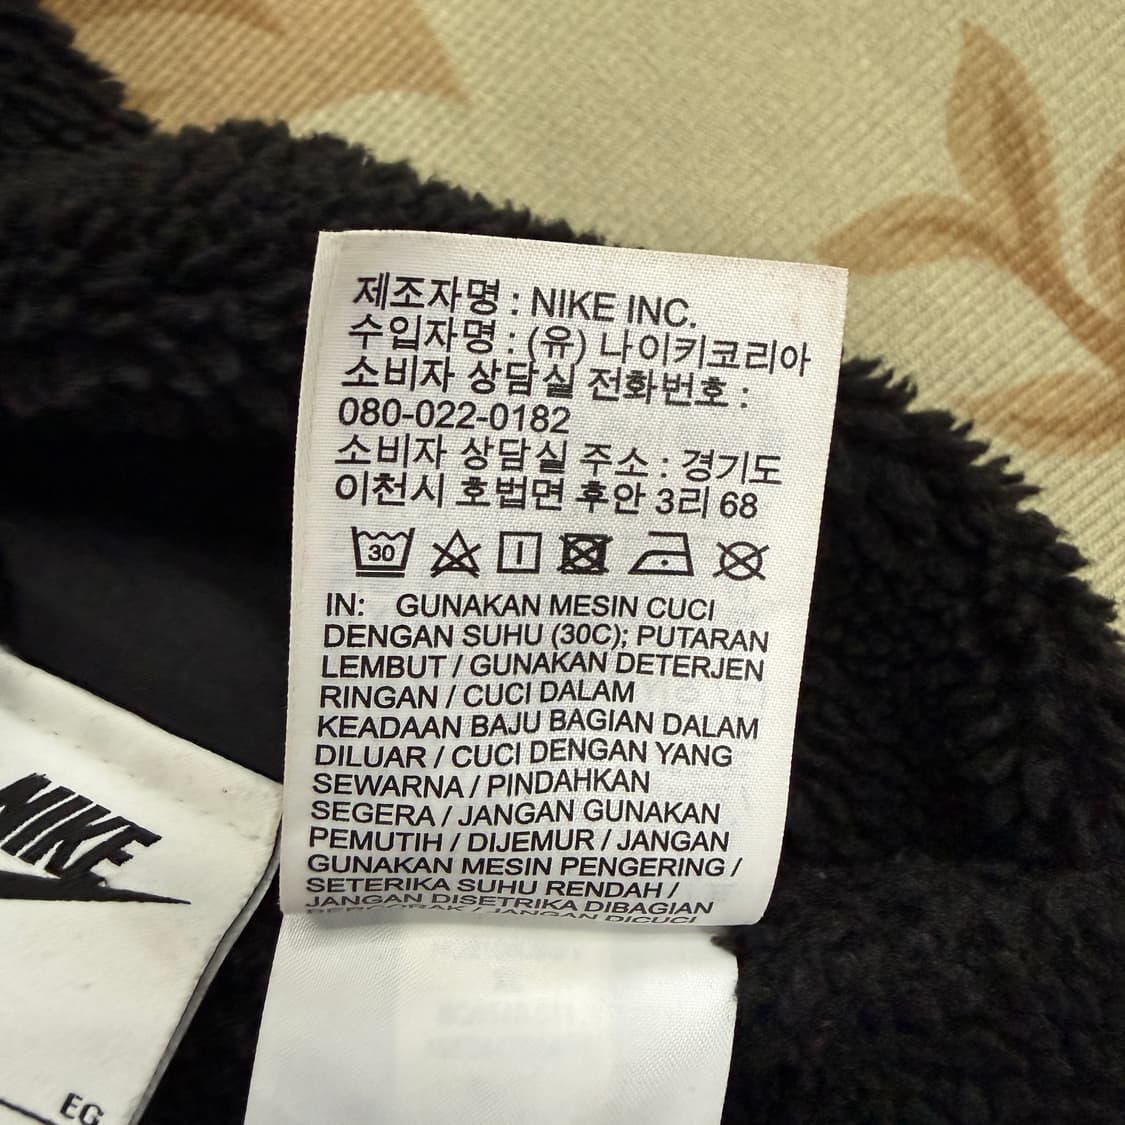 제조자명 : NIKE INC.
수입자명 : (유) 나이키코리아
소비자 상담실 전화번호 :
080-022-0182
소비자 상담실 주소 : 경기도
이천시 호법면 후안 3리 68
30
IN: GUNAKAN MESIN CUCI
DENGAN SUHU (30C); PUTARAN
LEMBUT / GUNAKAN DETERJEN
RINGAN / CUCI DALAM
KEADAAN BAJU BAGIAN DALAM
DILUAR / CUCI DENGAN YANG
SEWARNA / PINDAHKAN
SEGERA / JANGAN GUNAKAN
PEMUTIH / DIJEMUR / JANGAN
GUNAKAN MESIN PENGERING /
SETERIKA SUHU RENDAH /
JANGAN DISETRIKA DIBAGIAN
BERCORAK / JANGAN DICUCI
NIKE
EG